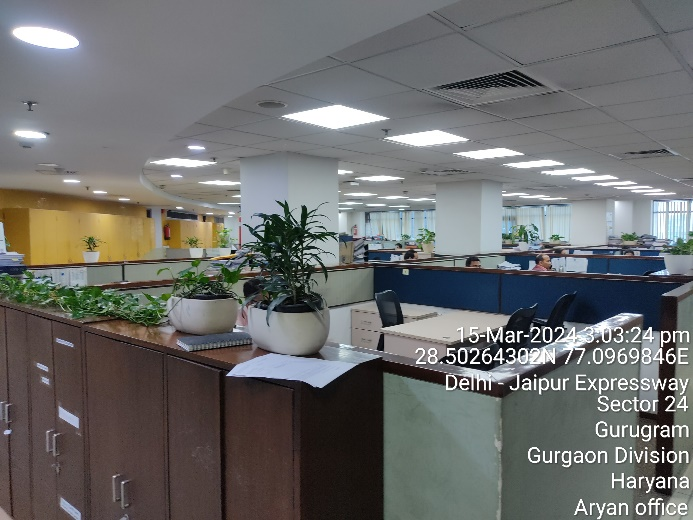 15-Mar-2024 3:03:24 pm
28.50264302N 77.0969846E
Delhi - Jaipur Expressway
Sector 24
Gurugram
Gurgaon Division
Haryana
Aryan office